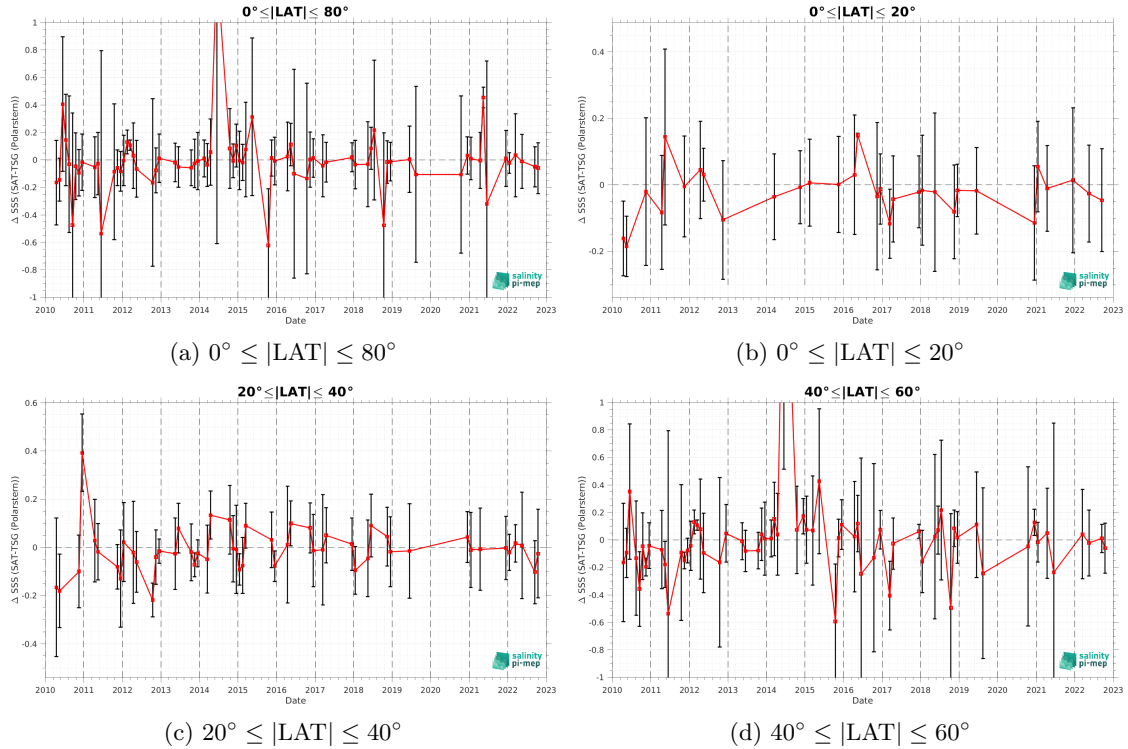 0°≤|LAT|≤ 80°
Δ SSS (SAT-TSG (Polarstern))
1
0.8
0.6
0.4
0.2
0
-0.2
-0.4
-0.6
-0.8
-1
2010 2011 2012 2013 2014 2015 2016 2017 2018 2019 2020 2021 2022 2023
Date
salinity
pi-mep
(a) 0° ≤ |LAT| ≤ 80°
0°≤|LAT|≤ 20°
Δ SSS (SAT-TSG (Polarstern))
0.4
0.2
0
-0.2
2010 2011 2012 2013 2014 2015 2016 2017 2018 2019 2020 2021 2022 2023
Date
salinity
pi-mep
(b) 0° ≤ |LAT| ≤ 20°
20°≤|LAT|≤ 40°
Δ SSS (SAT-TSG (Polarstern))
0.6
0.4
0.2
0
-0.2
-0.4
2010 2011 2012 2013 2014 2015 2016 2017 2018 2019 2020 2021 2022 2023
Date
salinity
pi-mep
(c) 20° ≤ |LAT| ≤ 40°
40°≤|LAT|≤ 60°
Δ SSS (SAT-TSG (Polarstern))
1
0.8
0.6
0.4
0.2
0
-0.2
-0.4
-0.6
-0.8
-1
2010 2011 2012 2013 2014 2015 2016 2017 2018 2019 2020 2021 2022 2023
Date
salinity
pi-mep
(d) 40° ≤ |LAT| ≤ 60°